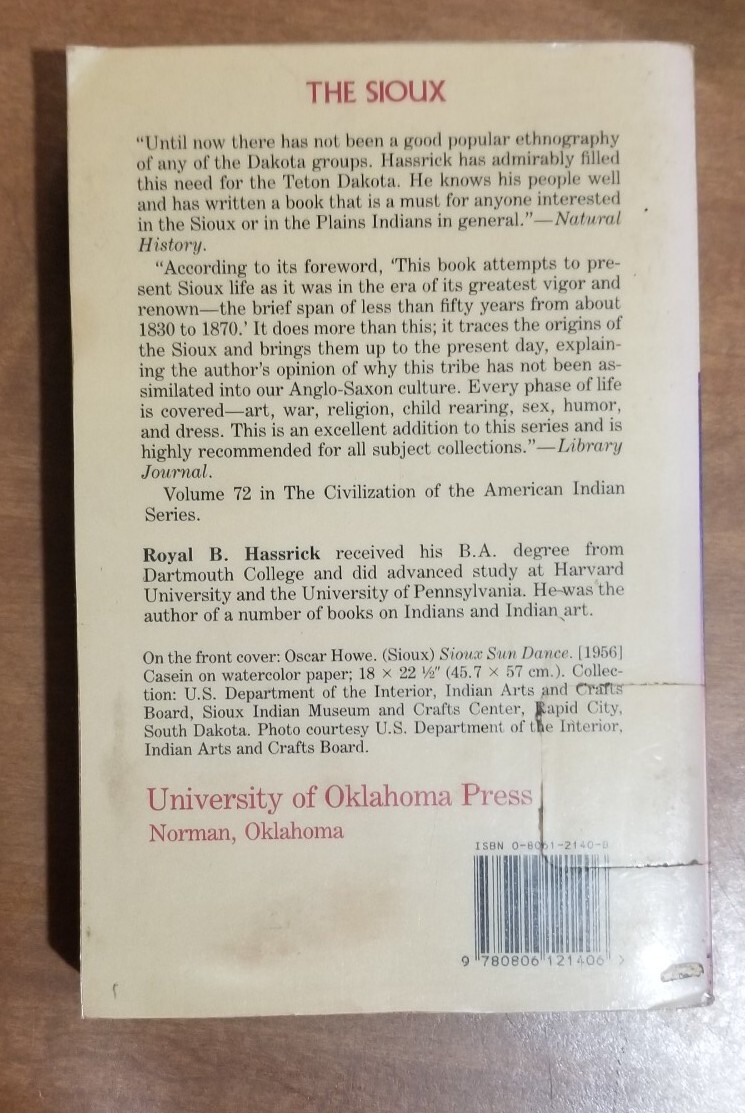 THE SIOUX
“Until now there has not been a good popular ethnography
of any of the Dakota groups. Hassrick has admirably filled
this need for the Teton Dakota. He knows his people well
and has written a book that is a must for anyone interested
in the Sioux or in the Plains Indians in general.”—Natural
History.
“According to its foreword, ‘This book attempts to pre-
sent Sioux life as it was in the era of its greatest vigor and
renown—the brief span of less than fifty years from about
1830 to 1870.’ It does more than this; it traces the origins of
the Sioux and brings them up to the present day, explain-
ing the author’s opinion of why this tribe has not been as-
similated into our Anglo-Saxon culture. Every phase of life
is covered—art, war, religion, child rearing, sex, humor,
and dress. This is an excellent addition to this series and is
highly recommended for all subject collections.”—Library
Journal.
Volume 72 in The Civilization of the American Indian
Series.
Royal B. Hassrick received his B.A. degree from
Dartmouth College and did advanced study at Harvard
University and the University of Pennsylvania. He was the
author of a number of books on Indians and Indian art.
On the front cover: Oscar Howe. (Sioux) Sioux Sun Dance. [1956]
Casein on watercolor paper; 18 × 22 ½″ (45.7 × 57 cm.). Collec-
tion: U.S. Department of the Interior, Indian Arts and Crafts
Board, Sioux Indian Museum and Crafts Center, Rapid City,
South Dakota. Photo courtesy U.S. Department of the Interior,
Indian Arts and Crafts Board.
University of Oklahoma Press
Norman, Oklahoma
ISBN 0-8061-2140-8
9 780806 121406 >